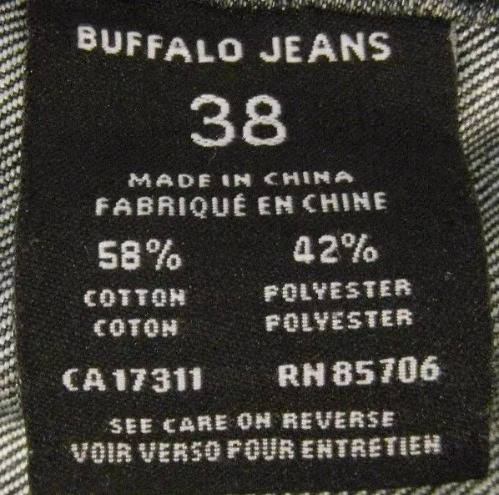 BUFFALO JEANS
38
MADE IN CHINA
FABRIQUÉ EN CHINE
58% 42%
COTTON POLYESTER
COTON POLYESTER
CA17311 RN85706
SEE CARE ON REVERSE
VOIR VERSO POUR ENTRETIEN